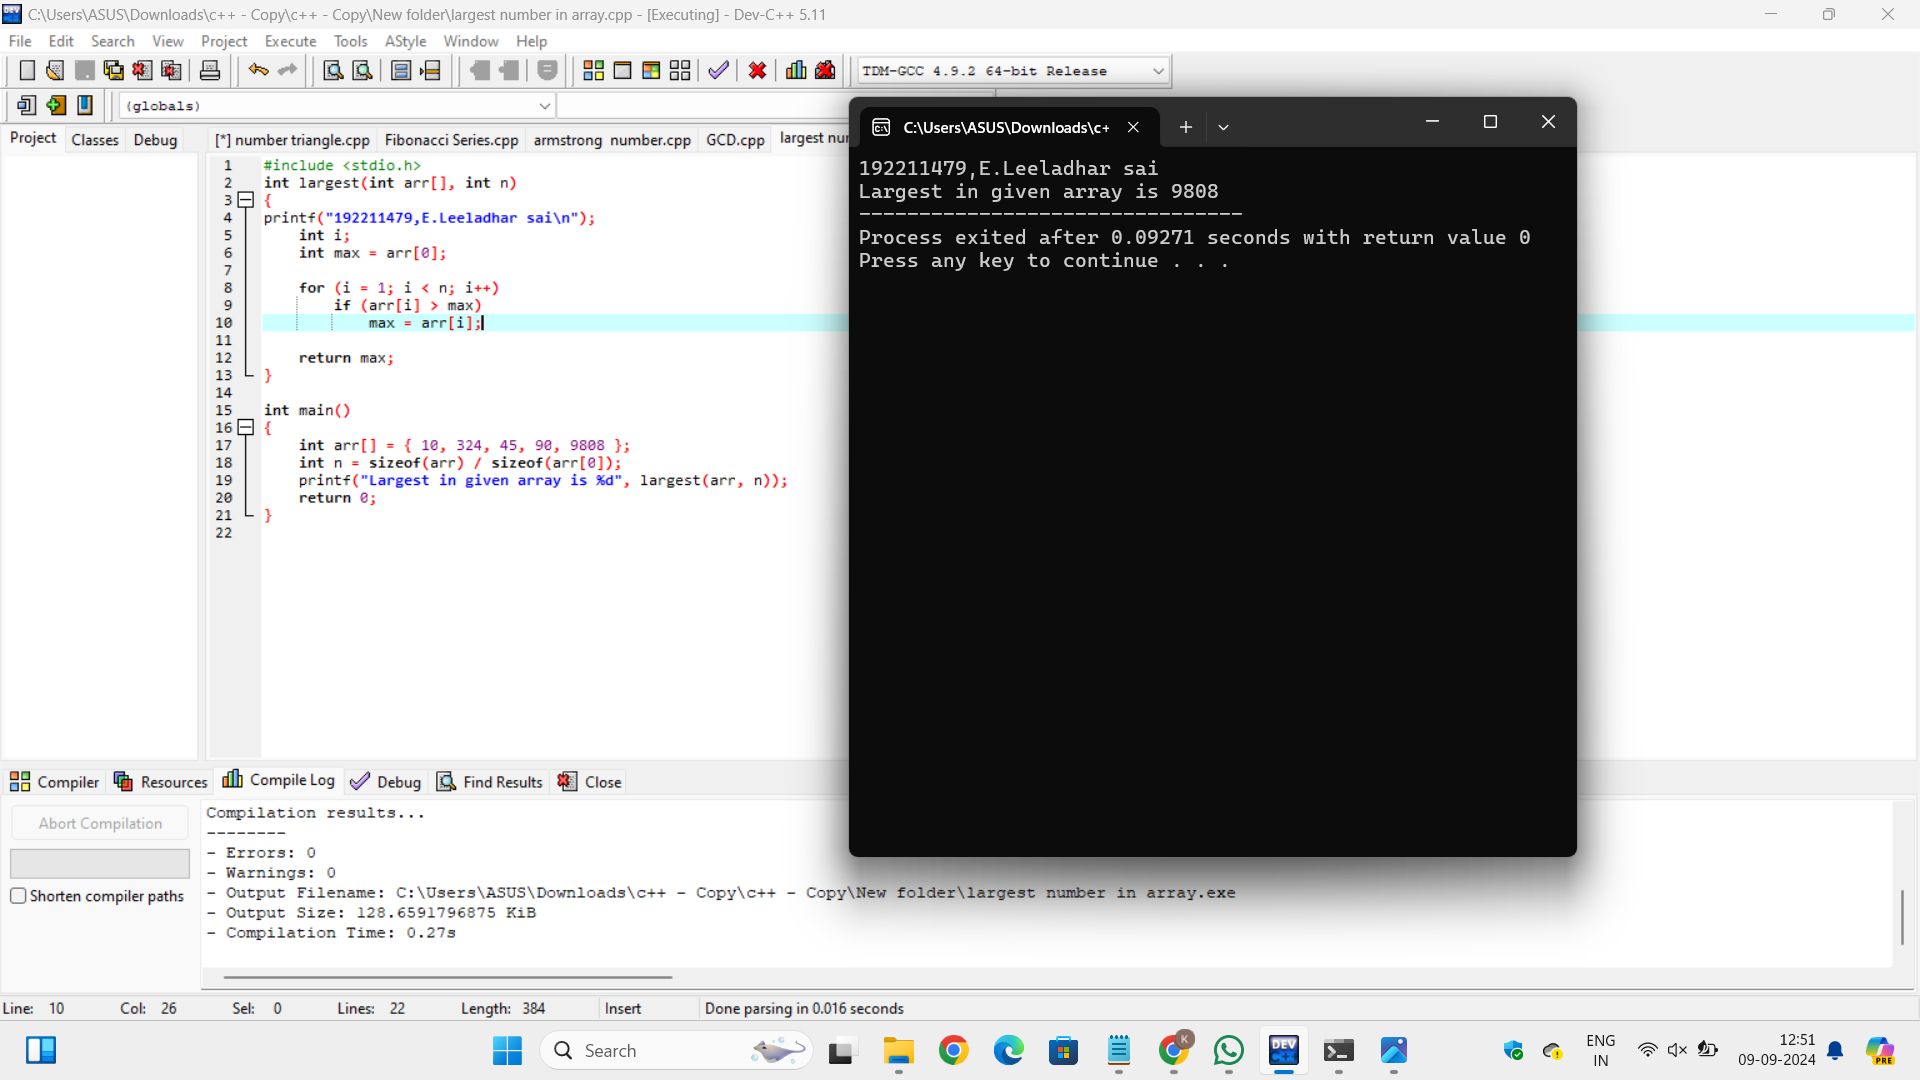 C:\Users\ASUS\Downloads\c++ - Copy\c++ - Copy\New folder\largest number in array.cpp - [Executing] - Dev-C++ 5.11
File Edit Search View Project Execute Tools AStyle Window Help
TDM-GCC 4.9.2 64-bit Release
(globals)
Project Classes Debug
[*] number triangle.cpp Fibonacci Series.cpp armstrong number.cpp GCD.cpp largest
1 #include <stdio.h>
2 int largest(int arr[], int n)
3 {
4 printf("192211479,E.Leeladhar sai\n");
5 int i;
6 int max = arr[0];
7
8 for (i = 1; i < n; i++)
9 if (arr[i] > max)
10 max = arr[i];
11
12 return max;
13 }
14
15 int main()
16 {
17 int arr[] = { 10, 324, 45, 90, 9808 };
18 int n = sizeof(arr) / sizeof(arr[0]);
19 printf("Largest in given array is %d", largest(arr, n));
20 return 0;
21 }
22
C:\Users\ASUS\Downloads\c+
192211479,E.Leeladhar sai
Largest in given array is 9808
--------------------------------
Process exited after 0.09271 seconds with return value 0
Press any key to continue . . .
Compiler Resources Compile Log Debug Find Results Close
Abort Compilation
Shorten compiler paths
Compilation results...
--------
- Errors: 0
- Warnings: 0
- Output Filename: C:\Users\ASUS\Downloads\c++ - Copy\c++ - Copy\New folder\largest number in array.exe
- Output Size: 128.6591796875 KiB
- Compilation Time: 0.27s
Line: 10 Col: 26 Sel: 0 Lines: 22 Length: 384 Insert Done parsing in 0.016 seconds
Search
K
DEV
C++
ENG
IN
12:51
09-09-2024
PRE